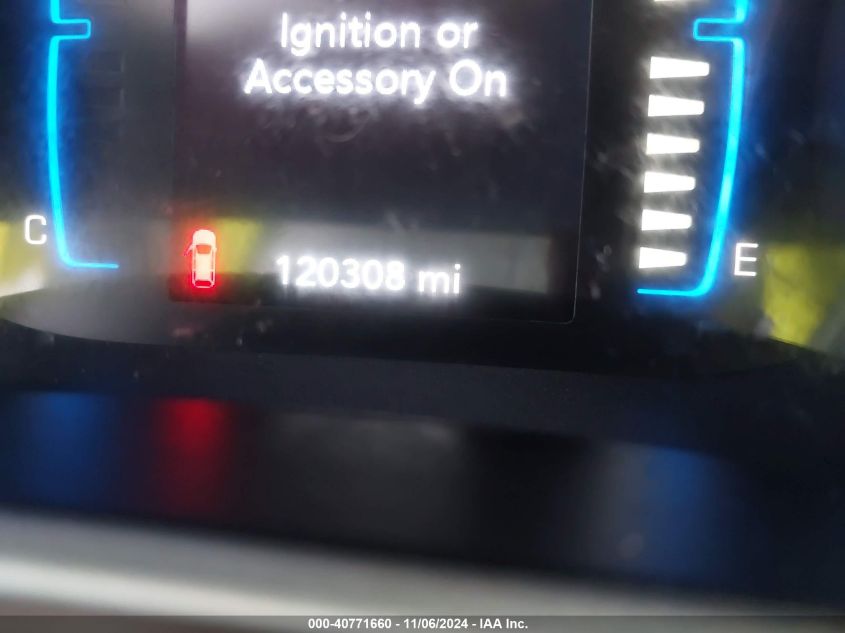 Ignition or
Accessory On
C
E
120308 mi
000-40771660 - 11/06/2024 - IAA Inc.